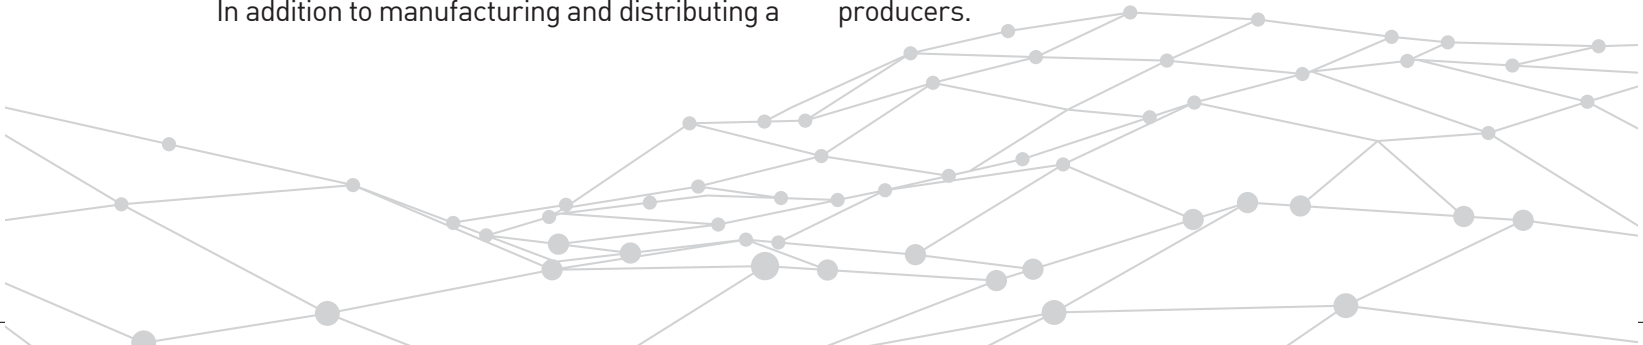 In addition to manufacturing and distributing a
producers.